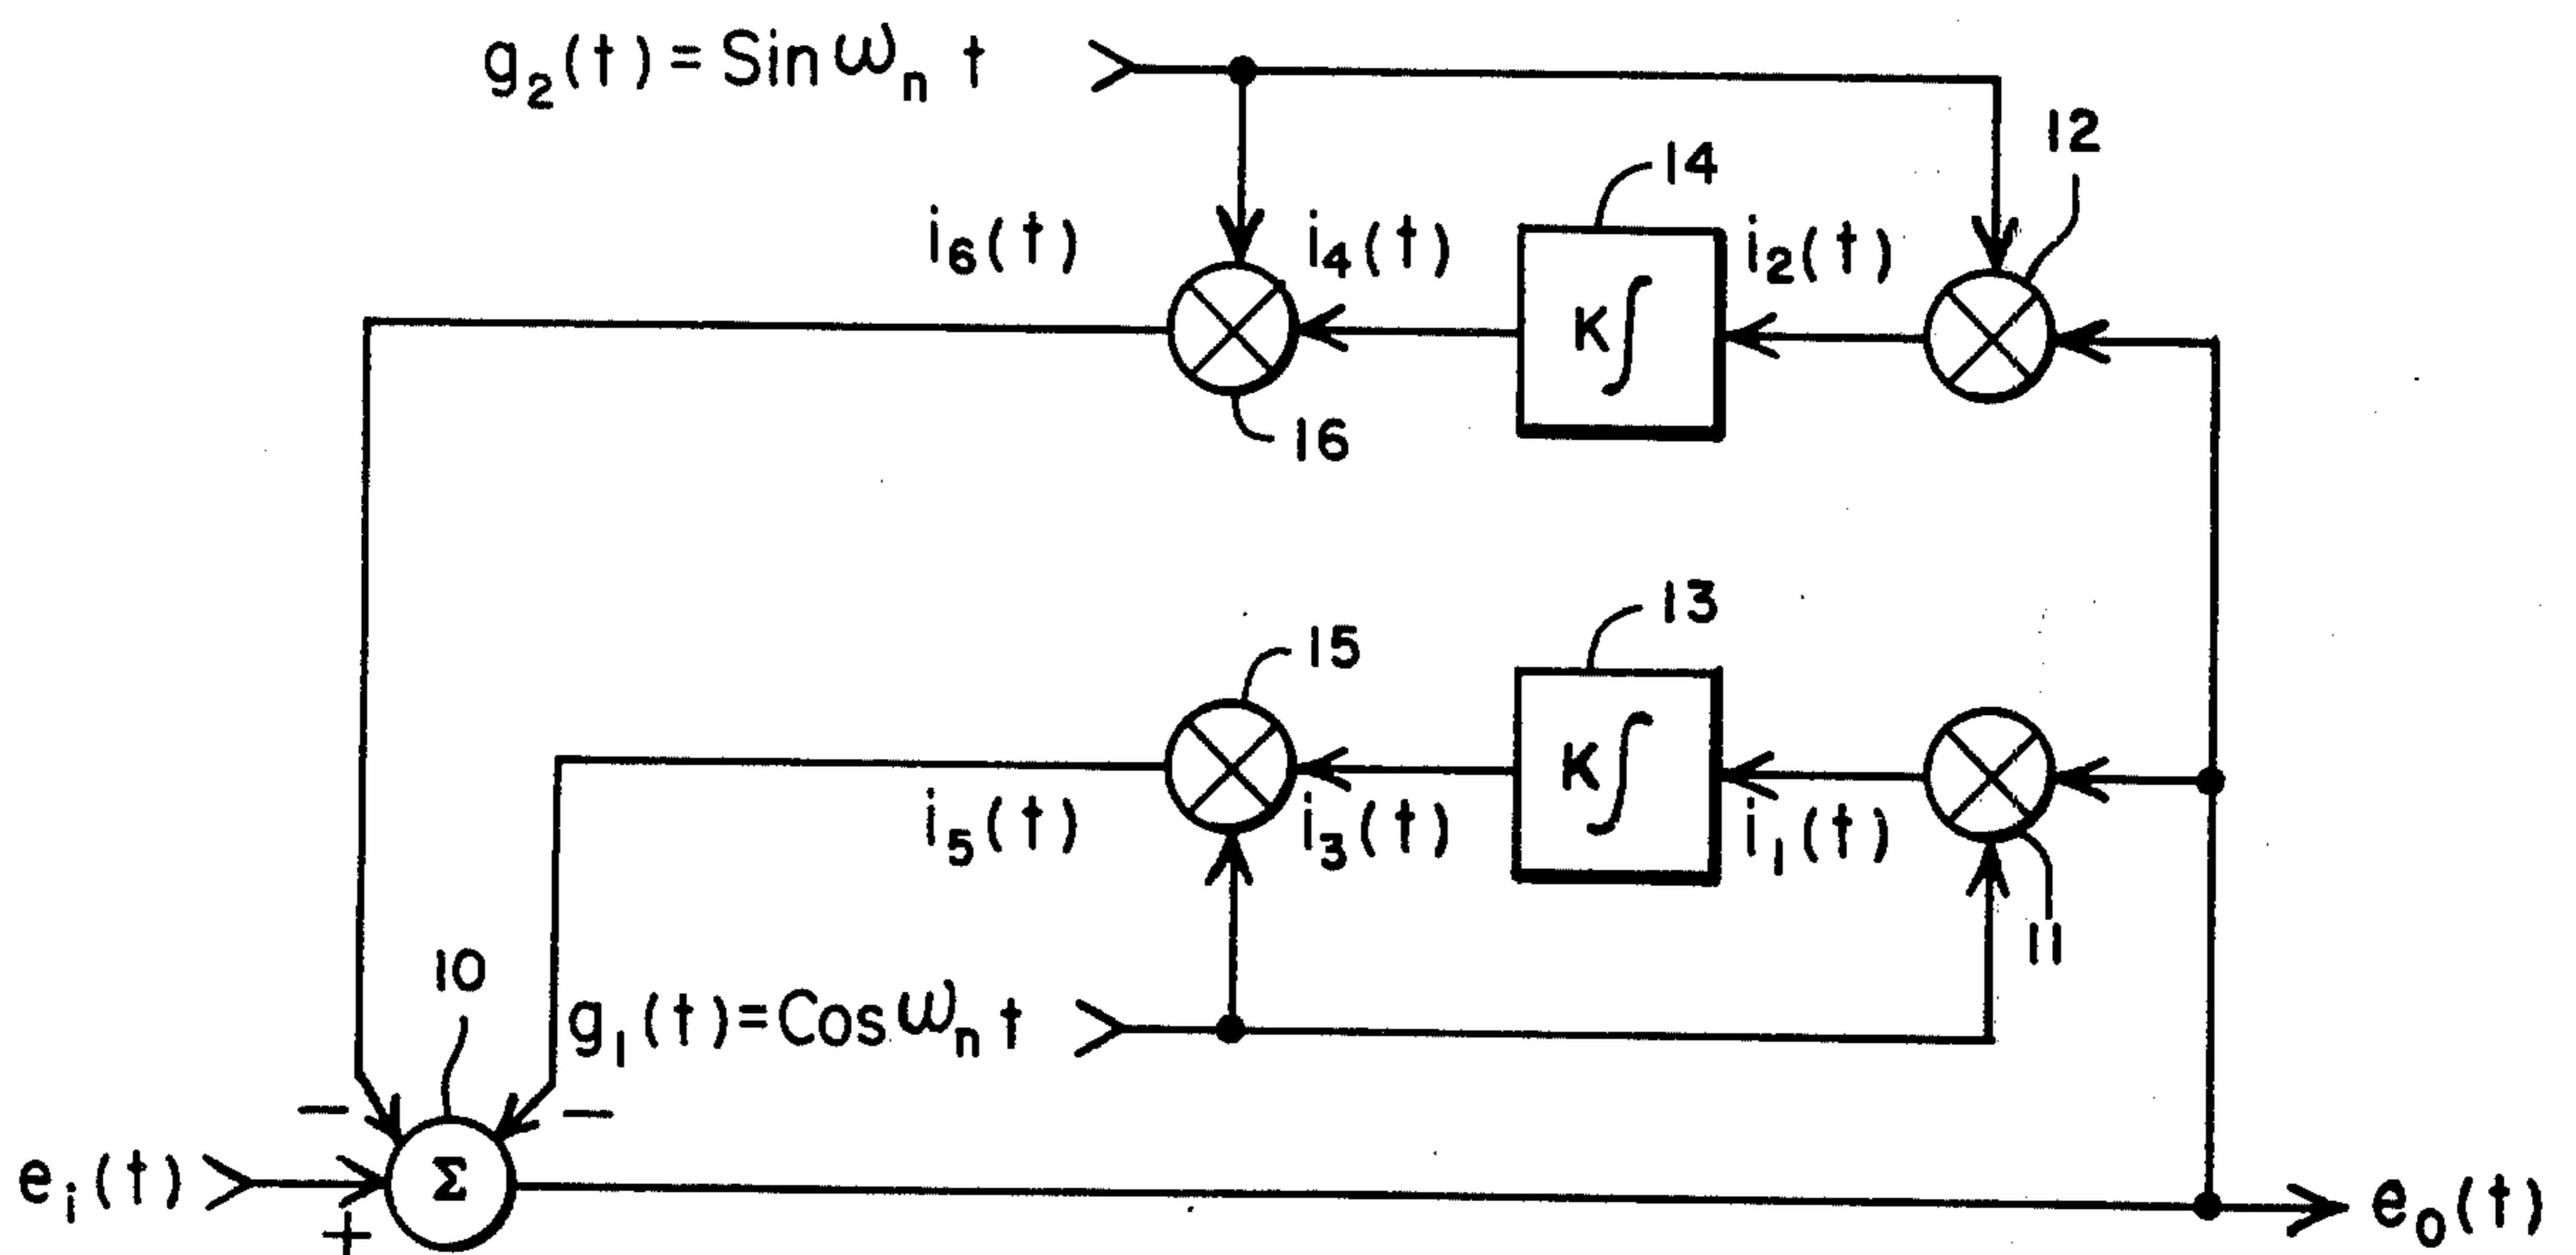 g₂(t) = Sin ωₙ t
12
14
i₆(t)
i₄(t)
K∫
i₂(t)
16
13
15
K∫
i₅(t)
i₃(t)
i₁(t)
11
10
g₁(t)=Cos ωₙ t
−
−
eᵢ(t)
+
Σ
e₀(t)